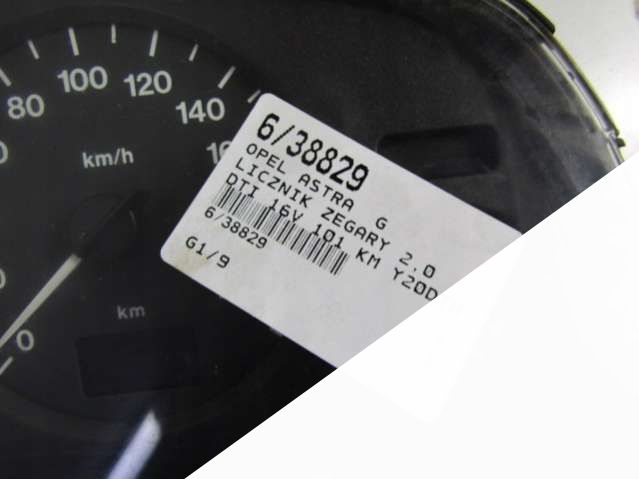 100
120
80
140
km/h
km
0
6/38829
OPEL ASTRA G
LICZNIK ZEGARY 2.0
DTI 16V 101 KM Y20D
6/38829
G1/9